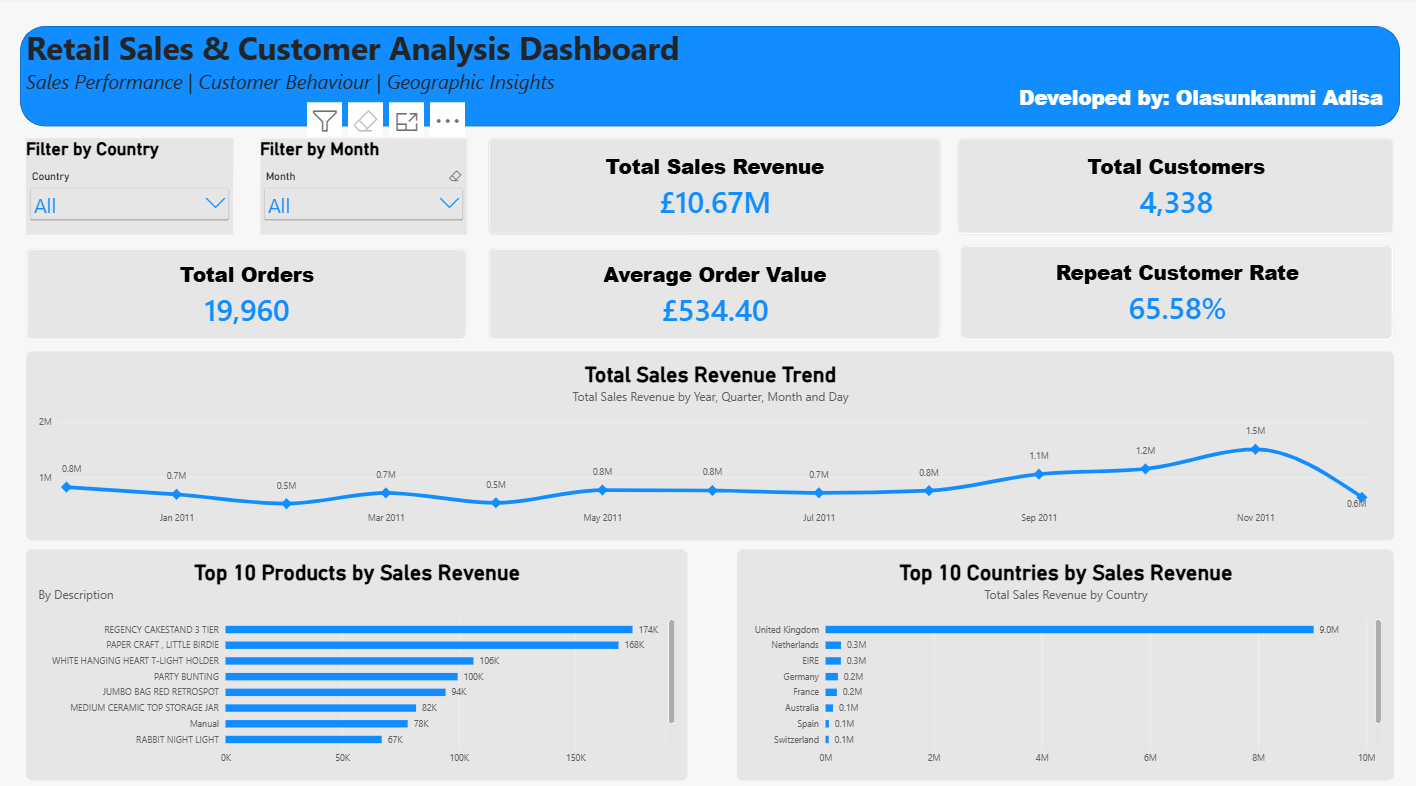 Retail Sales & Customer Analysis Dashboard
Sales Performance | Customer Behaviour | Geographic Insights
Developed by: Olasunkanmi Adisa
Filter by Country
Country
All
Filter by Month
Month
All
Total Sales Revenue
£10.67M
Total Customers
4,338
Total Orders
19,960
Average Order Value
£534.40
Repeat Customer Rate
65.58%
Total Sales Revenue Trend
Total Sales Revenue by Year, Quarter, Month and Day
2M
1M
0.8M
0.7M
0.5M
0.7M
0.5M
0.8M
0.8M
0.7M
0.8M
1.1M
1.2M
1.5M
0.6M
Jan 2011
Mar 2011
May 2011
Jul 2011
Sep 2011
Nov 2011
Top 10 Products by Sales Revenue
By Description
REGENCY CAKESTAND 3 TIER 174K
PAPER CRAFT , LITTLE BIRDIE 168K
WHITE HANGING HEART T-LIGHT HOLDER 106K
PARTY BUNTING 100K
JUMBO BAG RED RETROSPOT 94K
MEDIUM CERAMIC TOP STORAGE JAR 82K
Manual 78K
RABBIT NIGHT LIGHT 67K
0K 50K 100K 150K
Top 10 Countries by Sales Revenue
Total Sales Revenue by Country
United Kingdom 9.0M
Netherlands 0.3M
EIRE 0.3M
Germany 0.2M
France 0.2M
Australia 0.1M
Spain 0.1M
Switzerland 0.1M
0M 2M 4M 6M 8M 10M